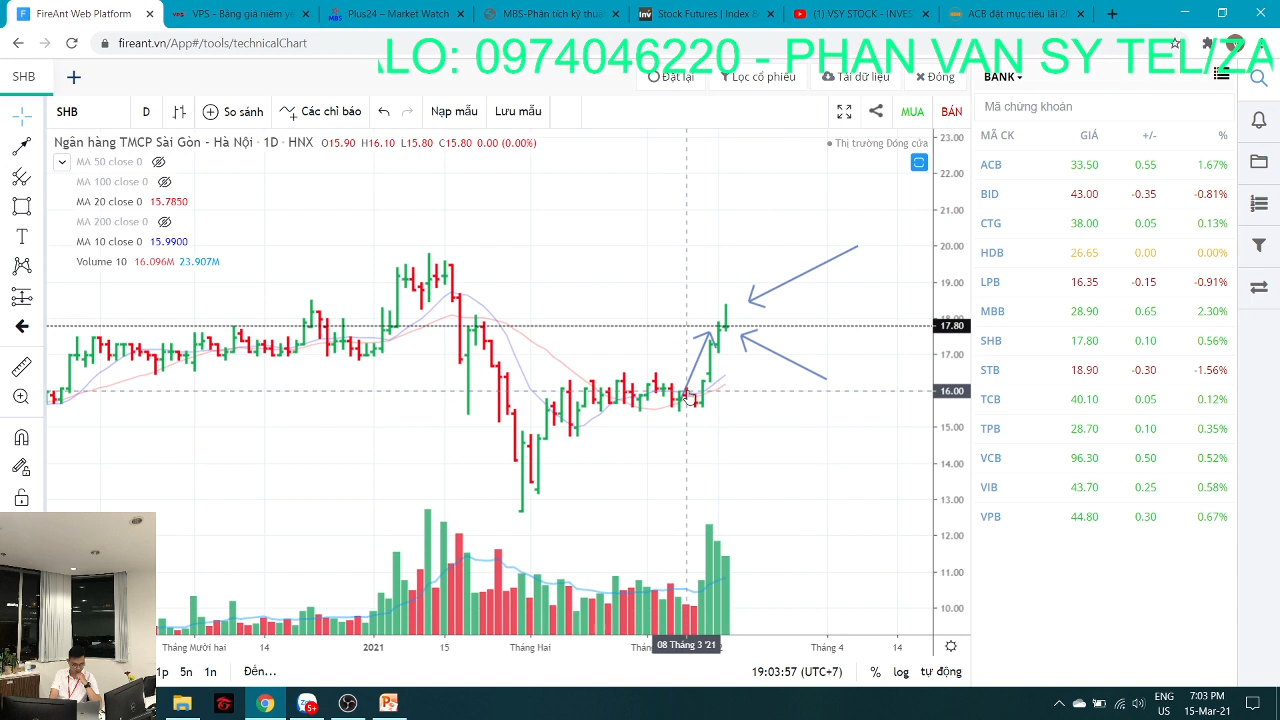 VPS - Bảng giá niêm yế
Plus24 – Market Watch
MBS-Phân tích kỹ thuậ
Stock Futures | Index &
(1) VSY STOCK - INVES
ACB đặt mục tiêu lãi 2
fireant.vn/App#/tools/technicalChart
ALO: 0974046220 - PHAN VAN SY TEL/ZA
SHB
Đặt lại
Lọc cổ phiếu
Tải dữ liệu
Đóng
BANK
SHB
D
So sánh
Các chỉ báo
Nạp mẫu
Lưu mẫu
MUA
BÁN
Mã chứng khoán
Ngân hàng TMCP Sài Gòn - Hà Nội · 1D · HNX O15.90 H16.10 L15.80 C15.80 0.00 (0.00%)
Thị trường Đóng cửa
MA 50 close 0
MA 100 close 0
MA 20 close 0 15.7850
MA 200 close 0
MA 10 close 0 15.9900
Volume 10 16.096M 23.907M
23.00
22.00
21.00
20.00
19.00
18.00
17.80
17.00
16.00
15.00
14.00
13.00
12.00
11.00
10.00
MÃ CK GIÁ +/- %
ACB 33.50 0.55 1.67%
BID 43.00 -0.35 -0.81%
CTG 38.00 0.05 0.13%
HDB 26.65 0.00 0.00%
LPB 16.35 -0.15 -0.91%
MBB 28.90 0.65 2.30%
SHB 17.80 0.10 0.56%
STB 18.90 -0.30 -1.56%
TCB 40.10 0.05 0.12%
TPB 28.70 0.10 0.35%
VCB 96.30 0.50 0.52%
VIB 43.70 0.25 0.58%
VPB 44.80 0.30 0.67%
Tháng Mười hai 14 2021 15 Tháng Hai 08 Tháng 3 '21 Tháng 4 14
1p 5n 1n Đến...
19:03:57 (UTC+7) % log tự động
5+
ENG
US
7:03 PM
15-Mar-21